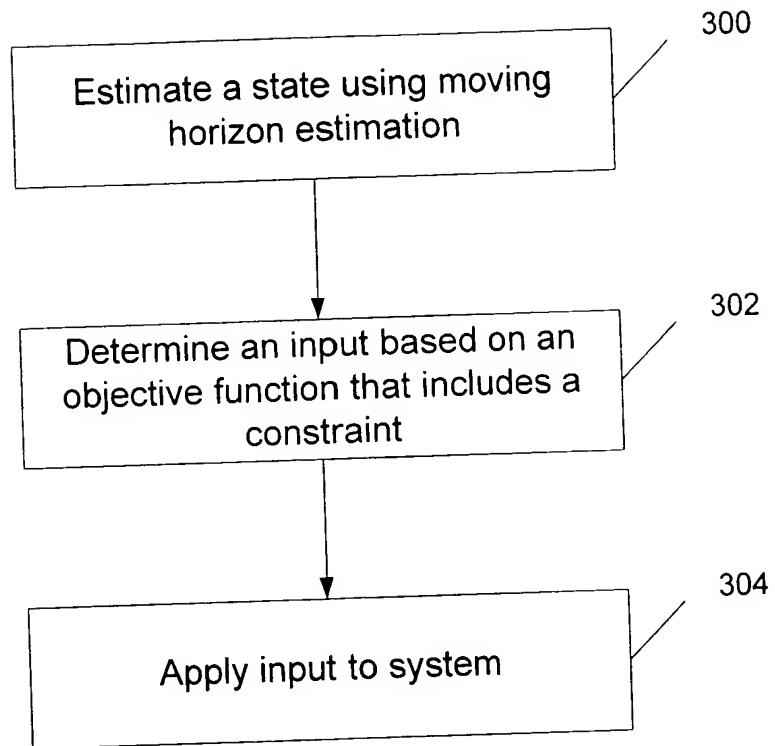 300
Estimate a state using moving
horizon estimation
302
Determine an input based on an
objective function that includes a
constraint
304
Apply input to system